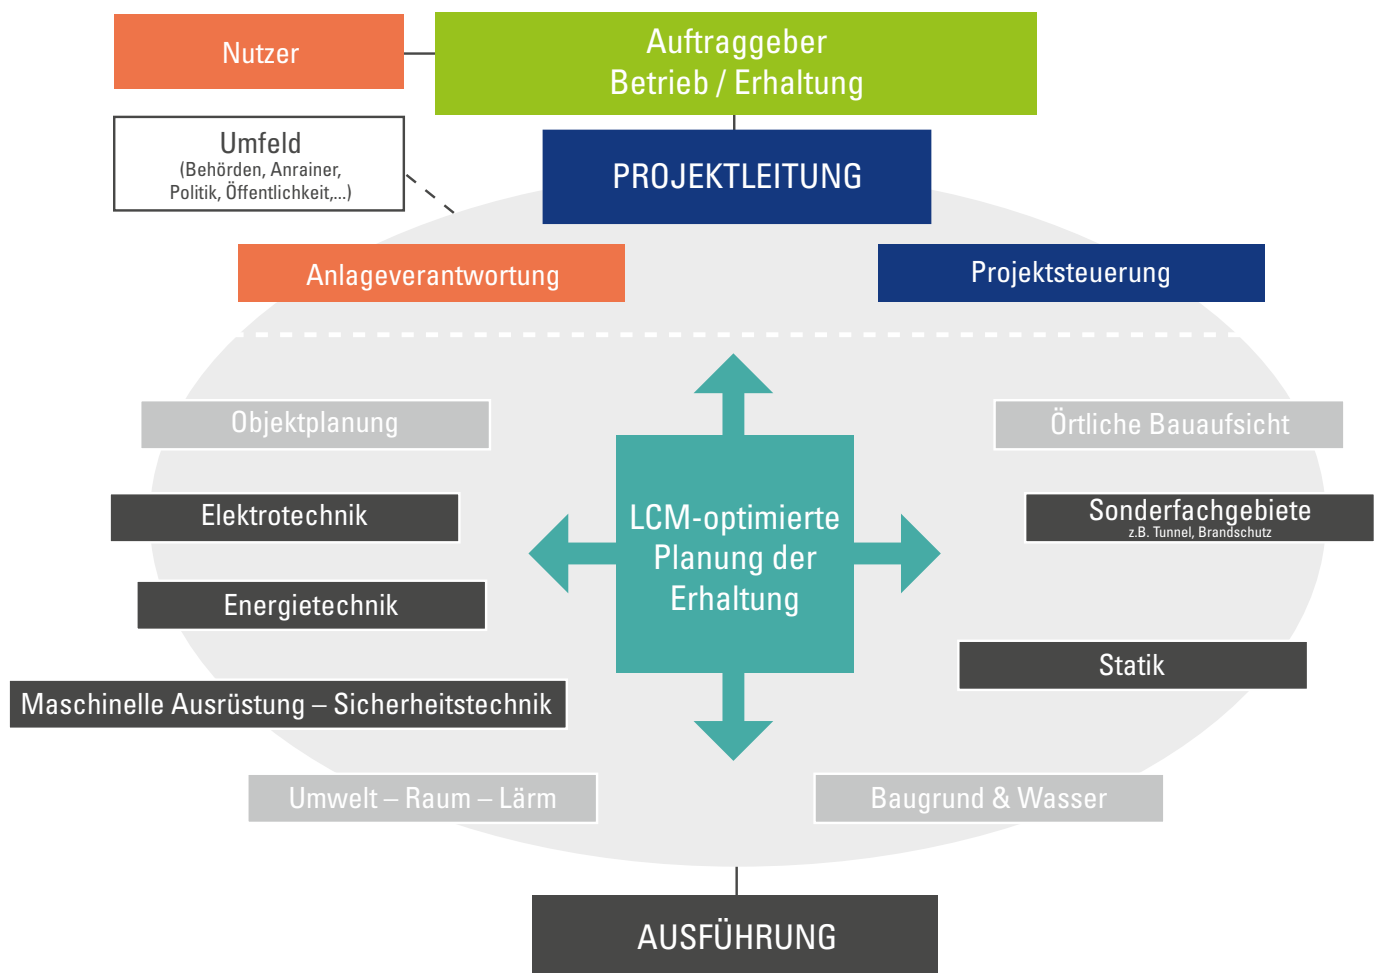 Nutzer
Auftraggeber
Betrieb / Erhaltung
Umfeld
(Behörden, Anrainer,
Politik, Öffentlichkeit,...)
PROJEKTLEITUNG
Anlageverantwortung
Projektsteuerung
Objektplanung
Örtliche Bauaufsicht
Elektrotechnik
Sonderfachgebiete
z.B. Tunnel, Brandschutz
LCM-optimierte
Planung der
Erhaltung
Energietechnik
Statik
Maschinelle Ausrüstung – Sicherheitstechnik
Umwelt – Raum – Lärm
Baugrund & Wasser
AUSFÜHRUNG